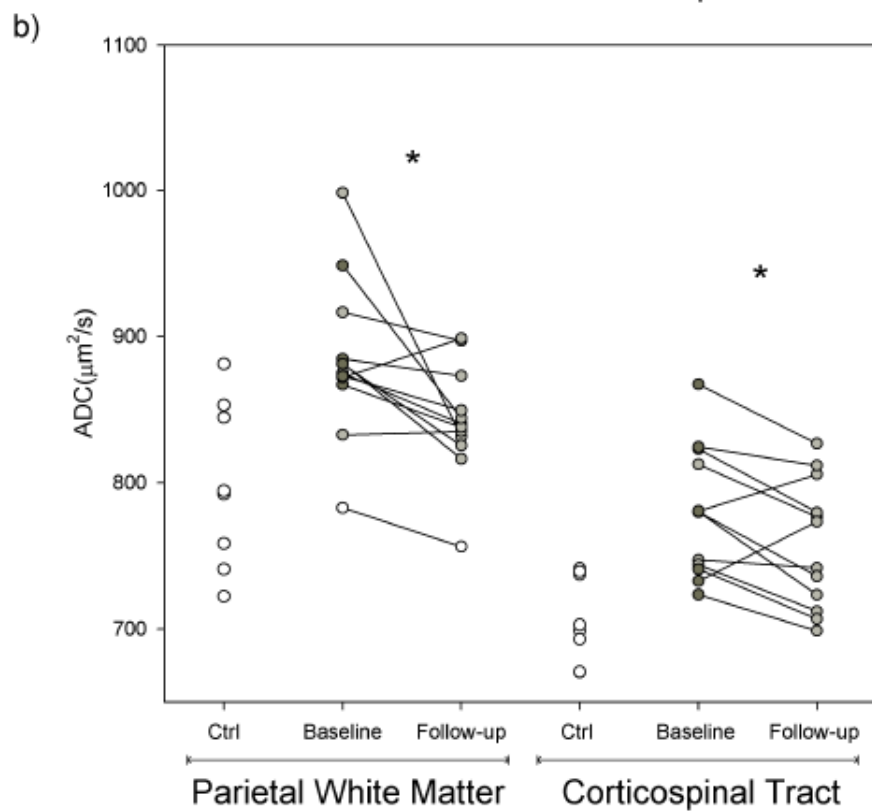 b)
1100
1000
900
800
700
ADC(μm²/s)
*
*
Ctrl Baseline Follow-up Ctrl Baseline Follow-up
Parietal White Matter Corticospinal Tract